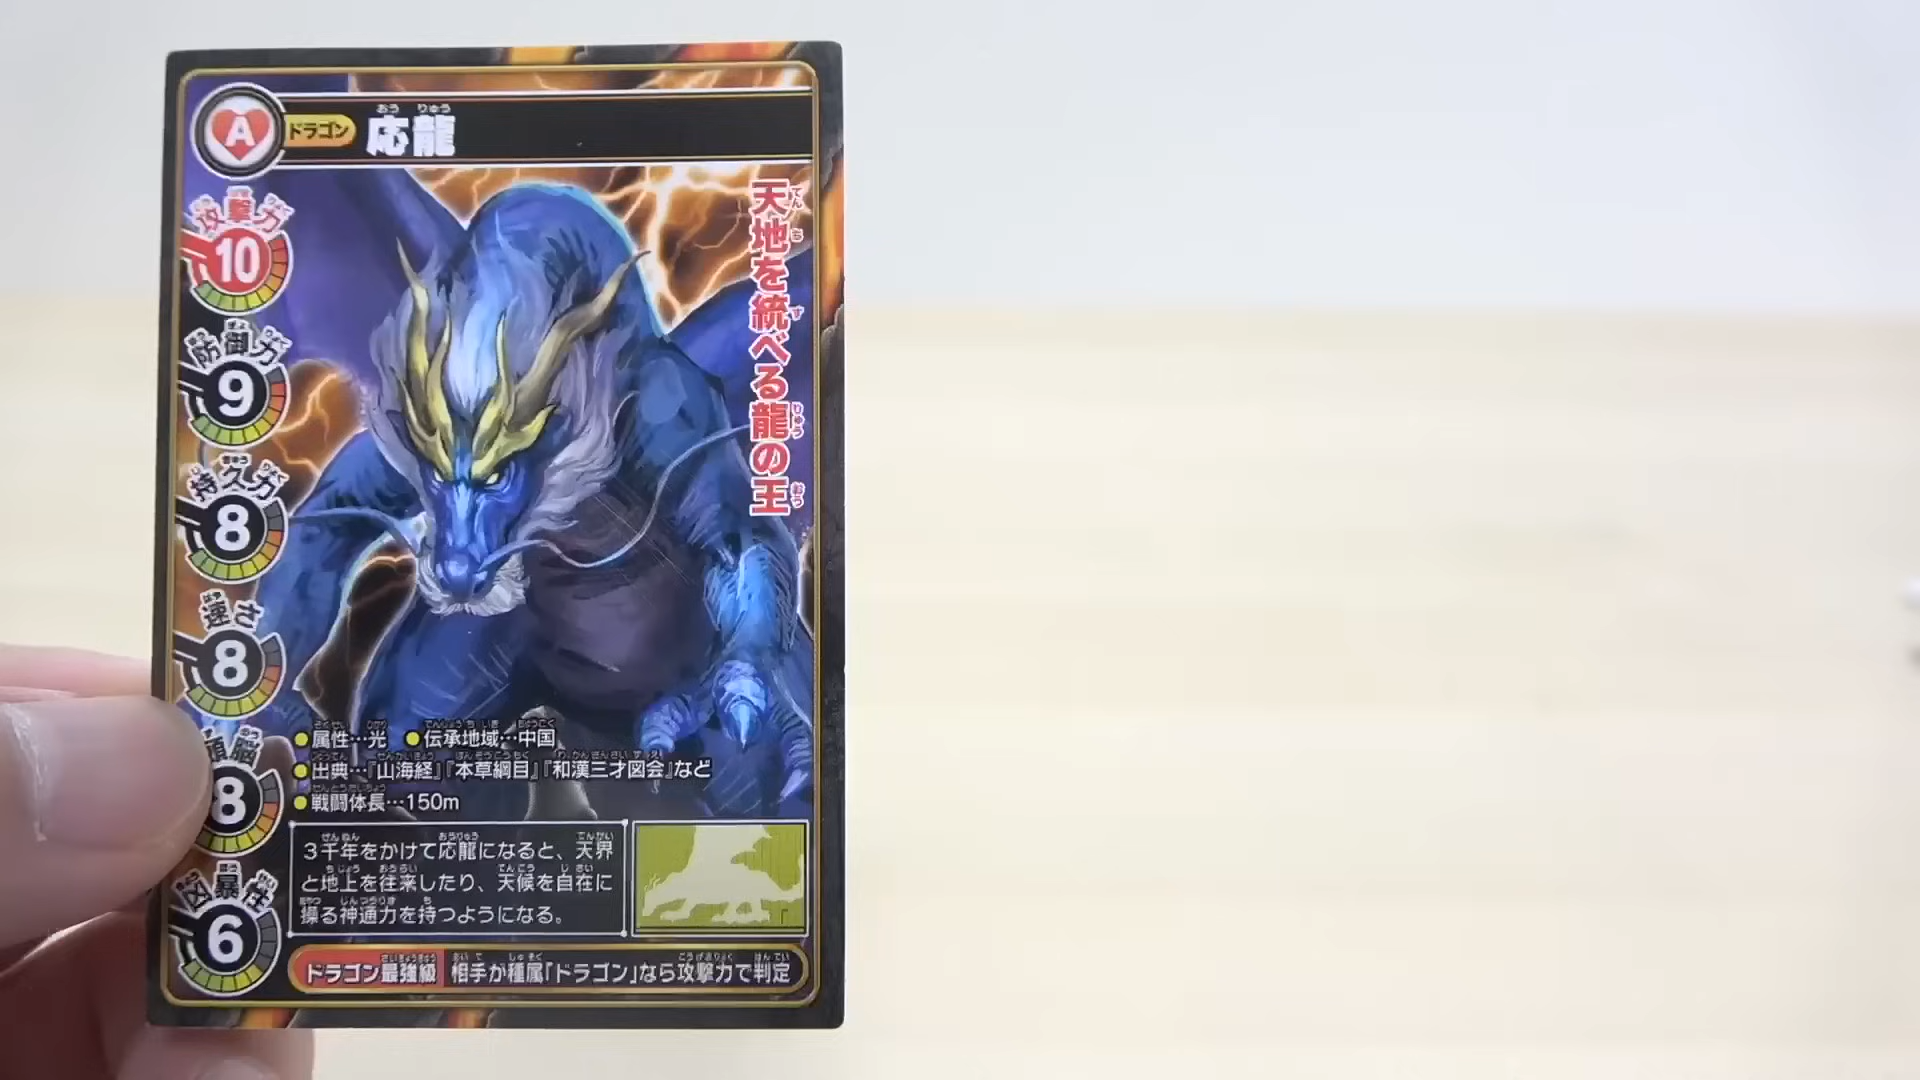 A
ドラゴン 応龍
天地を統べる龍の王
攻撃力
10
防御力
9
持久力
8
速さ
8
頭脳
8
凶暴性
6
●属性…光 ●伝承地域…中国
●出典…『山海経』『本草綱目』『和漢三才図会』など
●戦闘体長…150m
3千年をかけて応龍になると、天界
と地上を往来したり、天候を自在に
操る神通力を持つようになる。
ドラゴン最強級 相手が種属「ドラゴン」なら攻撃力で判定